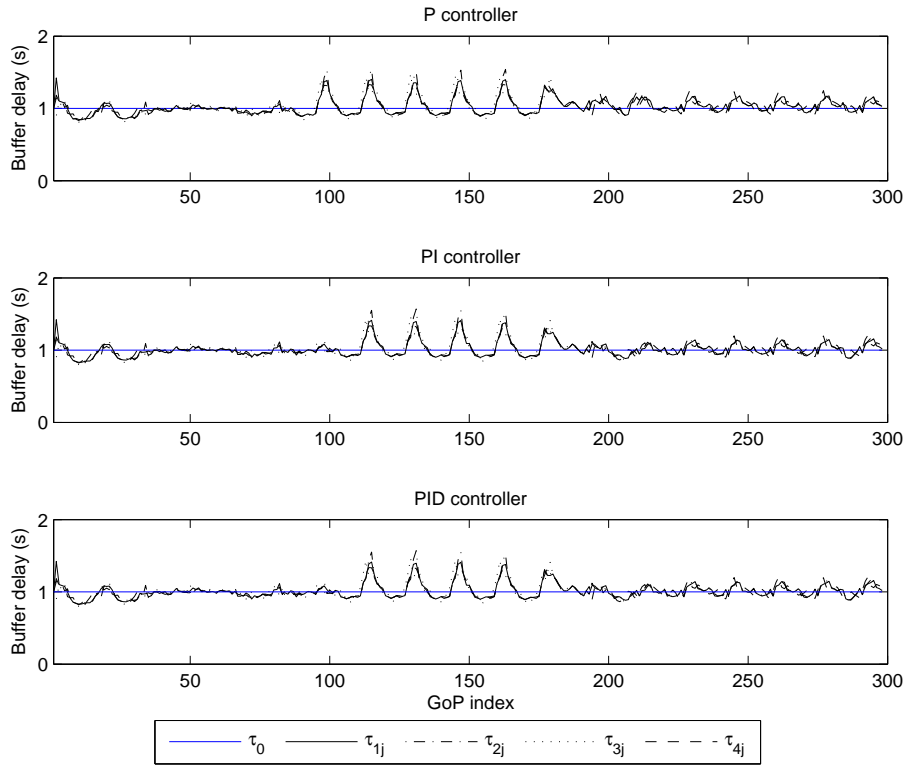 P controller
2
1
0
Buffer delay (s)
50 100 150 200 250 300
PI controller
2
1
0
Buffer delay (s)
50 100 150 200 250 300
PID controller
2
1
0
Buffer delay (s)
50 100 150 200 250 300
GoP index
τ0 τ1j τ2j τ3j τ4j